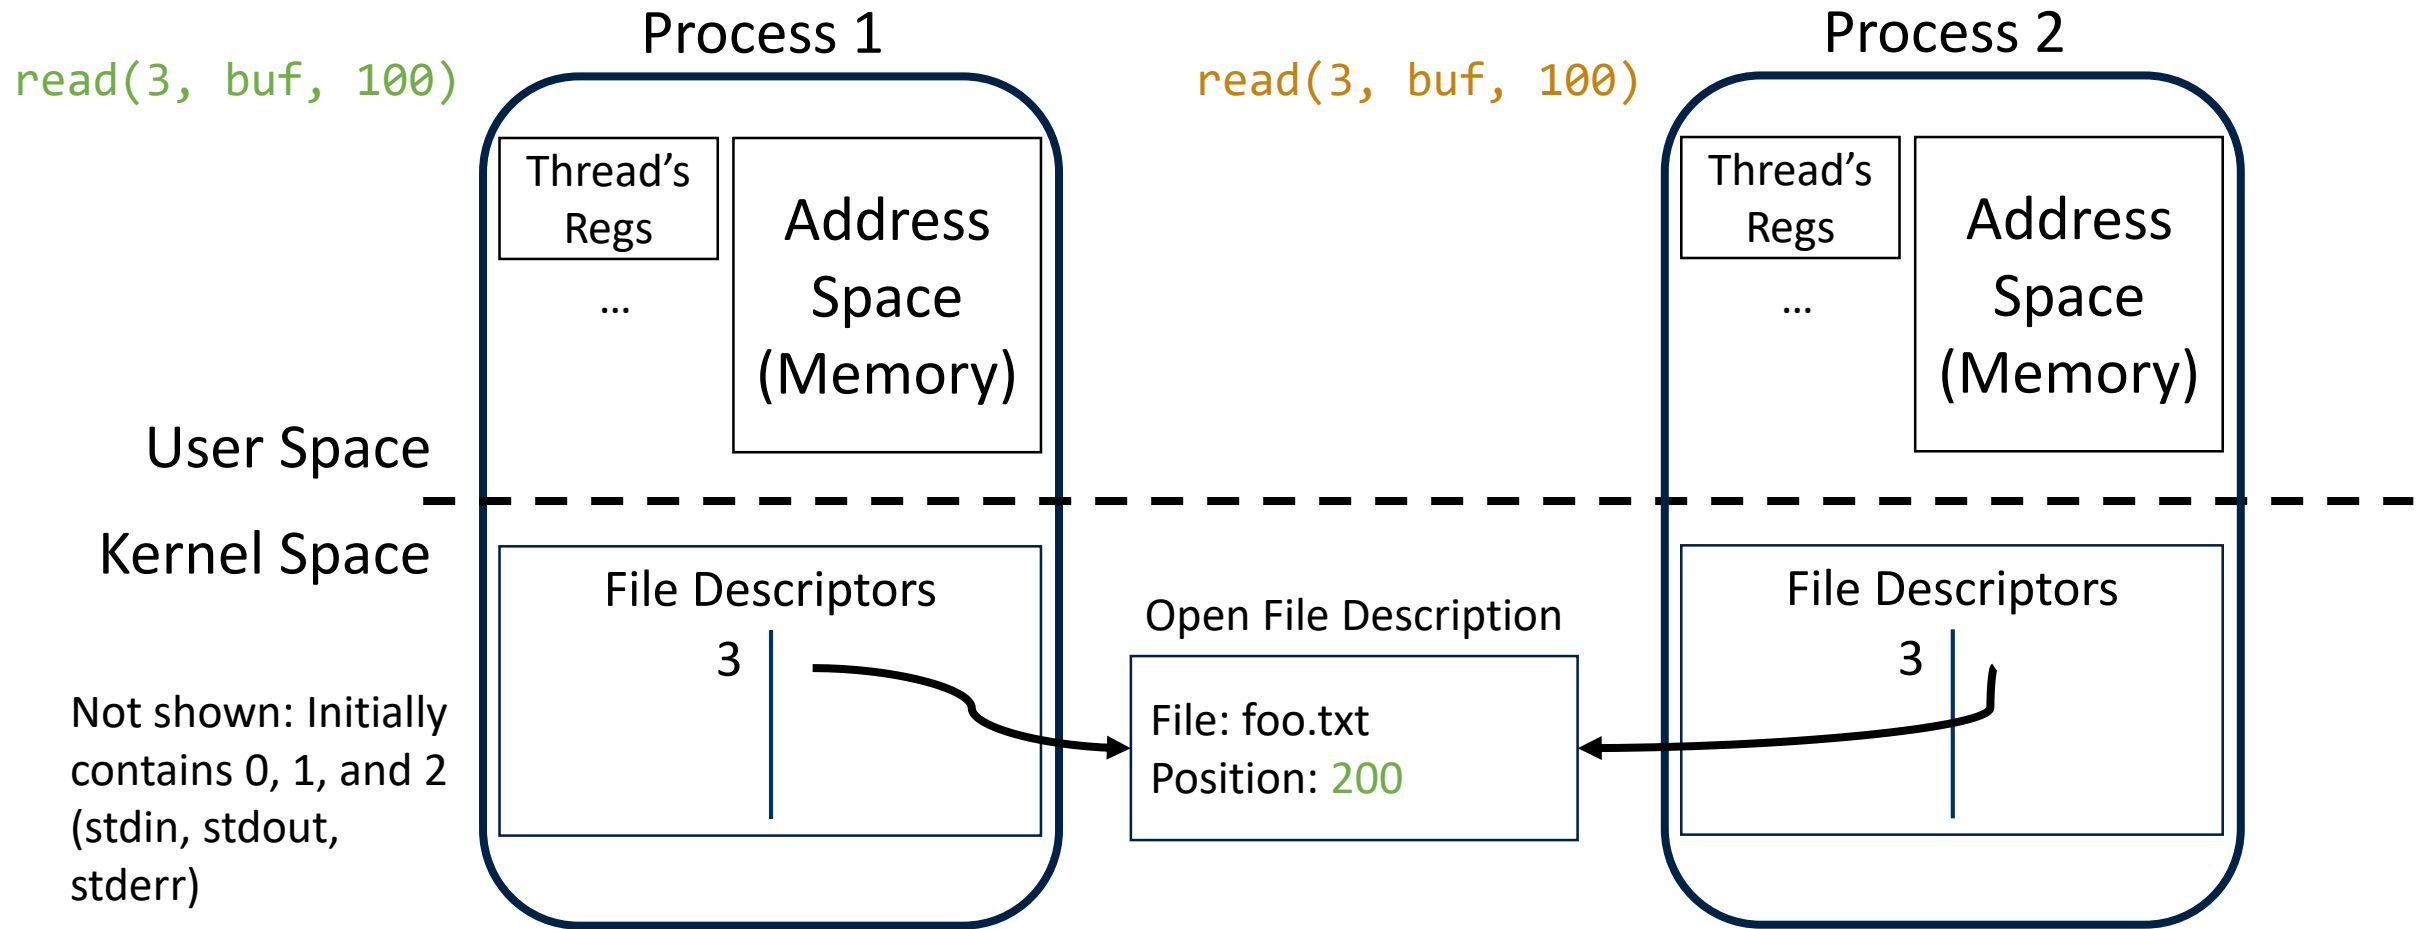 Process 1
read(3, buf, 100)
Thread’s
Regs
...
Address
Space
(Memory)
Process 2
read(3, buf, 100)
Thread’s
Regs
...
Address
Space
(Memory)
User Space
Kernel Space
Not shown: Initially
contains 0, 1, and 2
(stdin, stdout,
stderr)
File Descriptors
3
Open File Description
File: foo.txt
Position: 200
File Descriptors
3